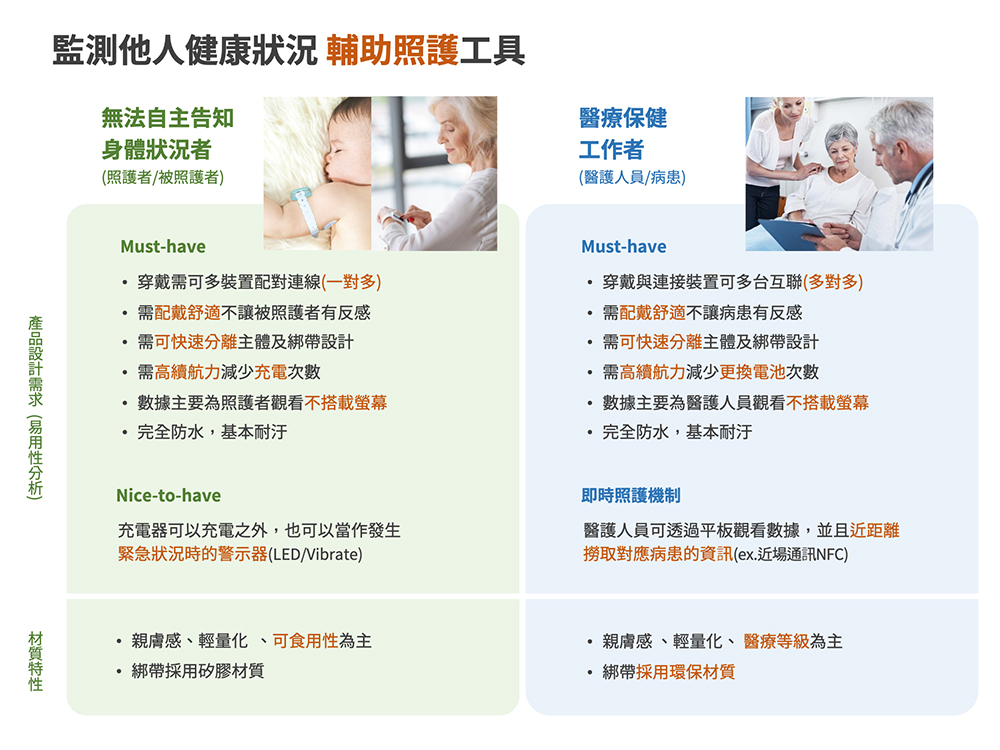 監測他人健康狀況 輔助照護工具
無法自主告知
身體狀況者
(照護者/被照護者)
Must-have
• 穿戴需可多裝置配對連線(一對多)
• 需配戴舒適不讓被照護者有反感
• 需可快速分離主體及綁帶設計
• 需高續航力減少充電次數
• 數據主要為照護者觀看不搭載螢幕
• 完全防水，基本耐汙
Nice-to-have
充電器可以充電之外，也可以當作發生
緊急狀況時的警示器(LED/Vibrate)
醫療保健
工作者
(醫護人員/病患)
Must-have
• 穿戴與連接裝置可多台互聯(多對多)
• 需配戴舒適不讓病患有反感
• 需可快速分離主體及綁帶設計
• 需高續航力減少更換電池次數
• 數據主要為醫護人員觀看不搭載螢幕
• 完全防水，基本耐汙
即時照護機制
醫護人員可透過平板觀看數據，並且近距離
撈取對應病患的資訊(ex.近場通訊NFC)
產品設計需求 (易用性分析)
材質特性
• 親膚感、輕量化 、可食用性為主
• 綁帶採用矽膠材質
• 親膚感 、輕量化、 醫療等級為主
• 綁帶採用環保材質